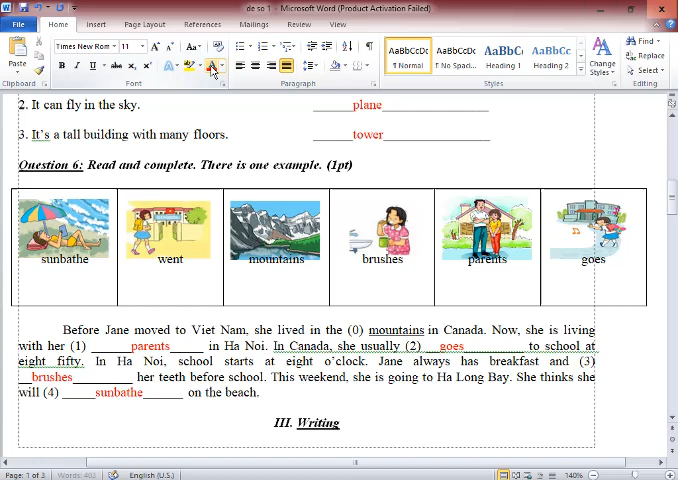 de so 1 - Microsoft Word (Product Activation Failed)
File Home Insert Page Layout References Mailings Review View
Times New Rom 11
Paste
AaBbCcDc AaBbCcDc AaBbC AaBbCc
¶ Normal ¶ No Spaci... Heading 1 Heading 2
Change Styles
Find
Replace
Select
Clipboard Font Paragraph Styles Editing
2. It can fly in the sky. ______plane________________
3. It's a tall building with many floors. ______tower________________
Question 6: Read and complete. There is one example. (1pt)
sunbathe went mountains brushes parents goes
Before Jane moved to Viet Nam, she lived in the (0) mountains in Canada. Now, she is living
with her (1) ______parents_____ in Ha Noi. In Canada, she usually (2) __goes_________ to school at
eight fifty. In Ha Noi, school starts at eight o'clock. Jane always has breakfast and (3)
__brushes_________ her teeth before school. This weekend, she is going to Ha Long Bay. She thinks she
will (4) _____sunbathe______ on the beach.
III. Writing
Page: 1 of 3 Words: 403 English (U.S.) 140%